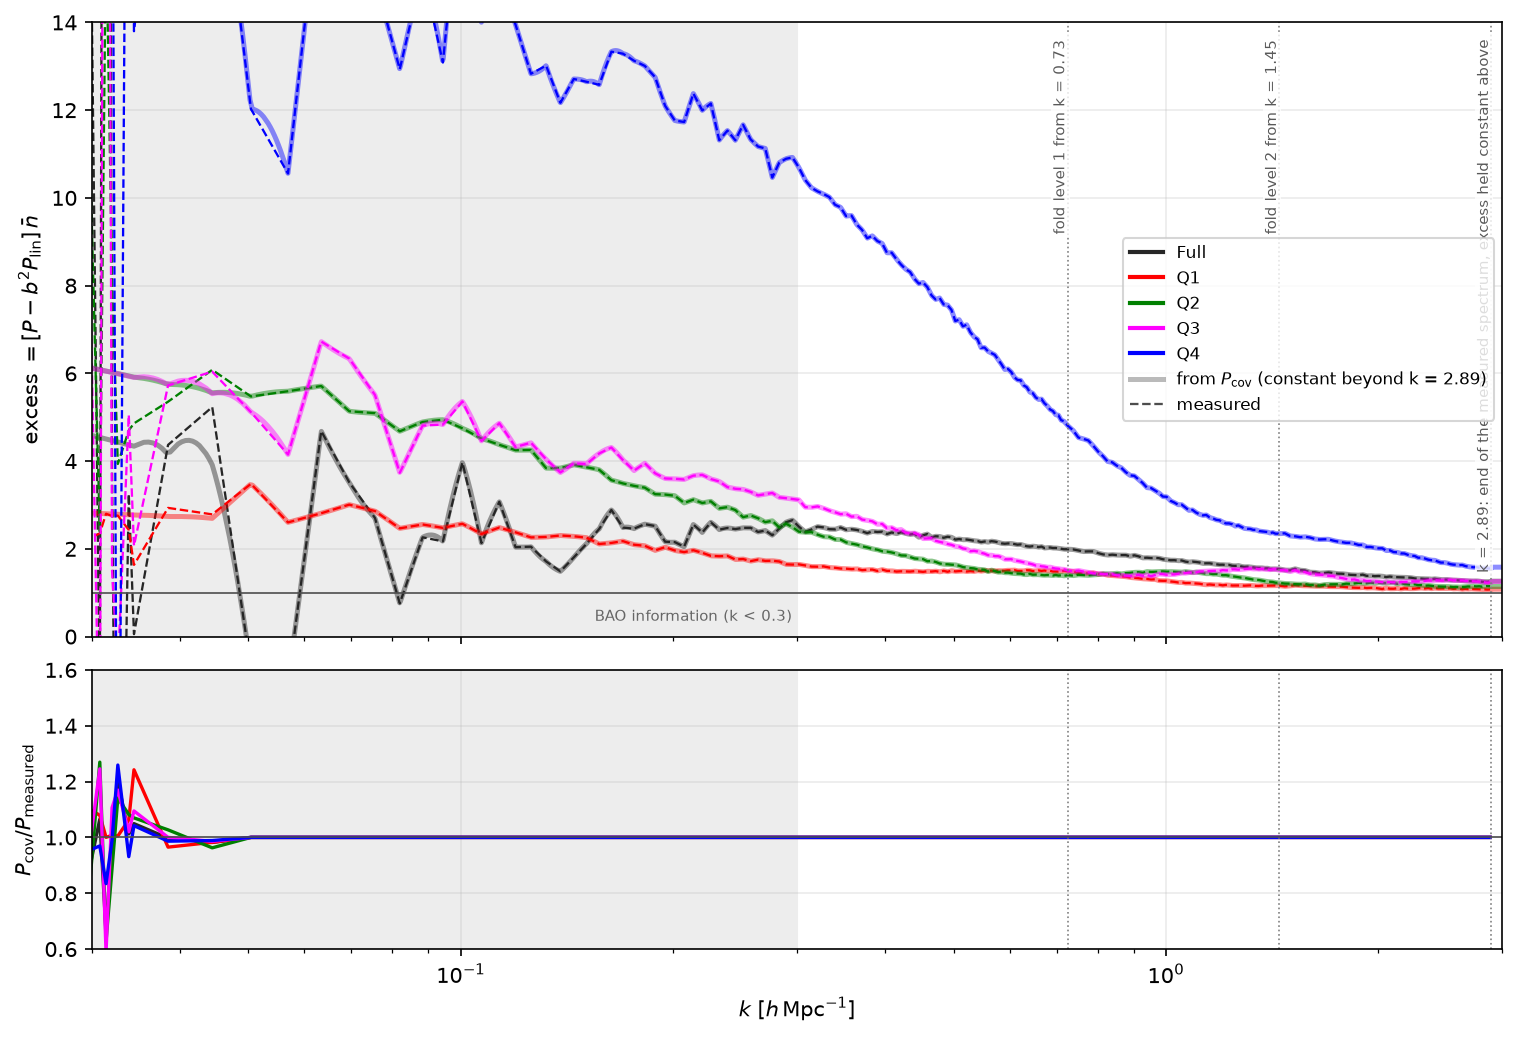 excess = [P − b²P_lin] n̄
14
12
10
8
6
4
2
0
fold level 1 from k = 0.73
fold level 2 from k = 1.45
k = 2.89: end of the measured spectrum, excess held constant above
Full
Q1
Q2
Q3
Q4
from P_cov (constant beyond k = 2.89)
measured
BAO information (k < 0.3)
P_cov/P_measured
1.6
1.4
1.2
1.0
0.8
0.6
10⁻¹
10⁰
k [h Mpc⁻¹]